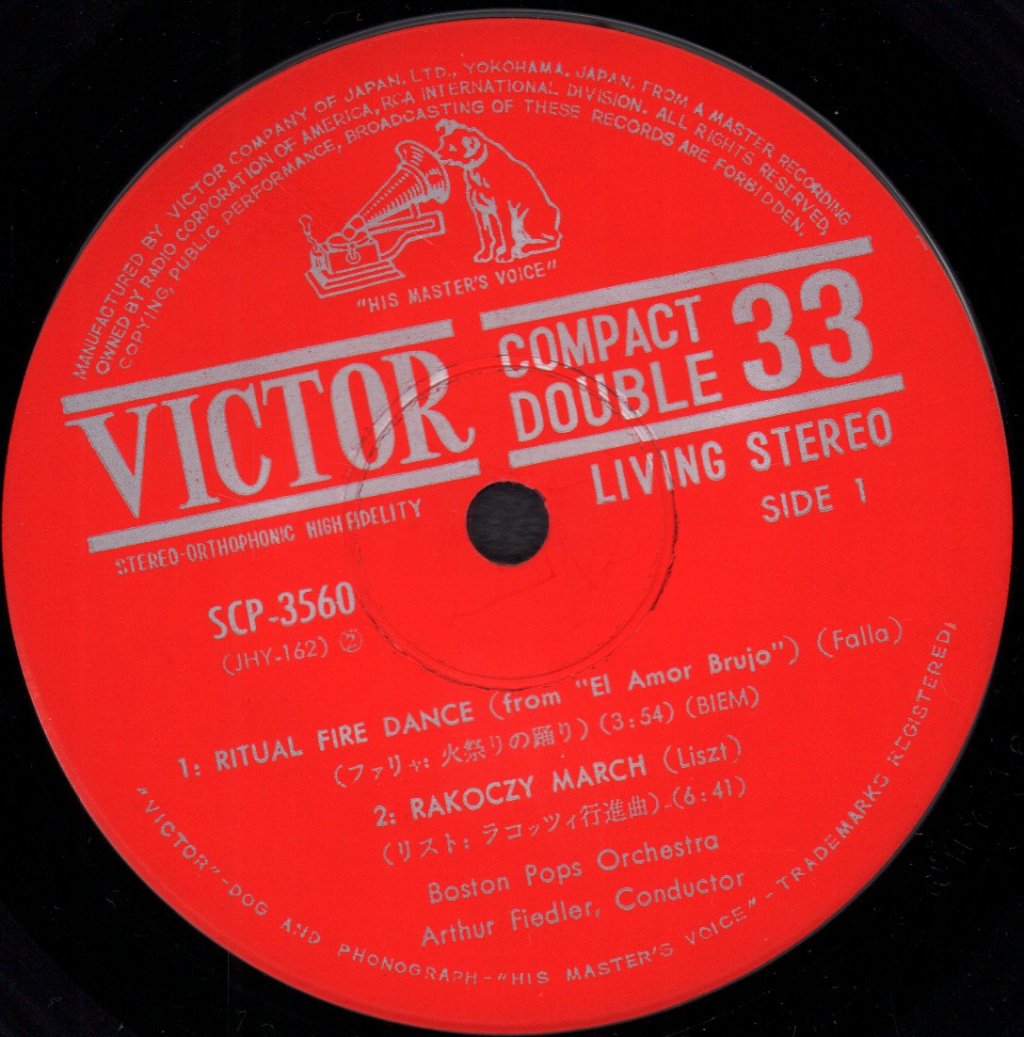 MANUFACTURED BY VICTOR COMPANY OF JAPAN, LTD., YOKOHAMA, JAPAN, FROM A MASTER RECORDING
OWNED BY RADIO CORPORATION OF AMERICA, RCA INTERNATIONAL DIVISION. ALL RIGHTS RESERVED,
COPYING, PUBLIC PERFORMANCE, BROADCASTING OF THESE RECORDS ARE FORBIDDEN.
"HIS MASTER'S VOICE"
VICTOR
COMPACT
DOUBLE 33
STEREO-ORTHOPHONIC HIGH FIDELITY
LIVING STEREO
SIDE 1
SCP-3560
(JHY-162) ②
1: RITUAL FIRE DANCE (from "El Amor Brujo") (Falla)
(ファリャ: 火祭りの踊り) (3:54) (BIEM)
2: RAKOCZY MARCH (Liszt)
(リスト: ラコッツィ行進曲) (6:41)
Boston Pops Orchestra
Arthur Fiedler, Conductor
"VICTOR"-DOG AND PHONOGRAPH-"HIS MASTER'S VOICE"-TRADEMARKS REGISTERED;